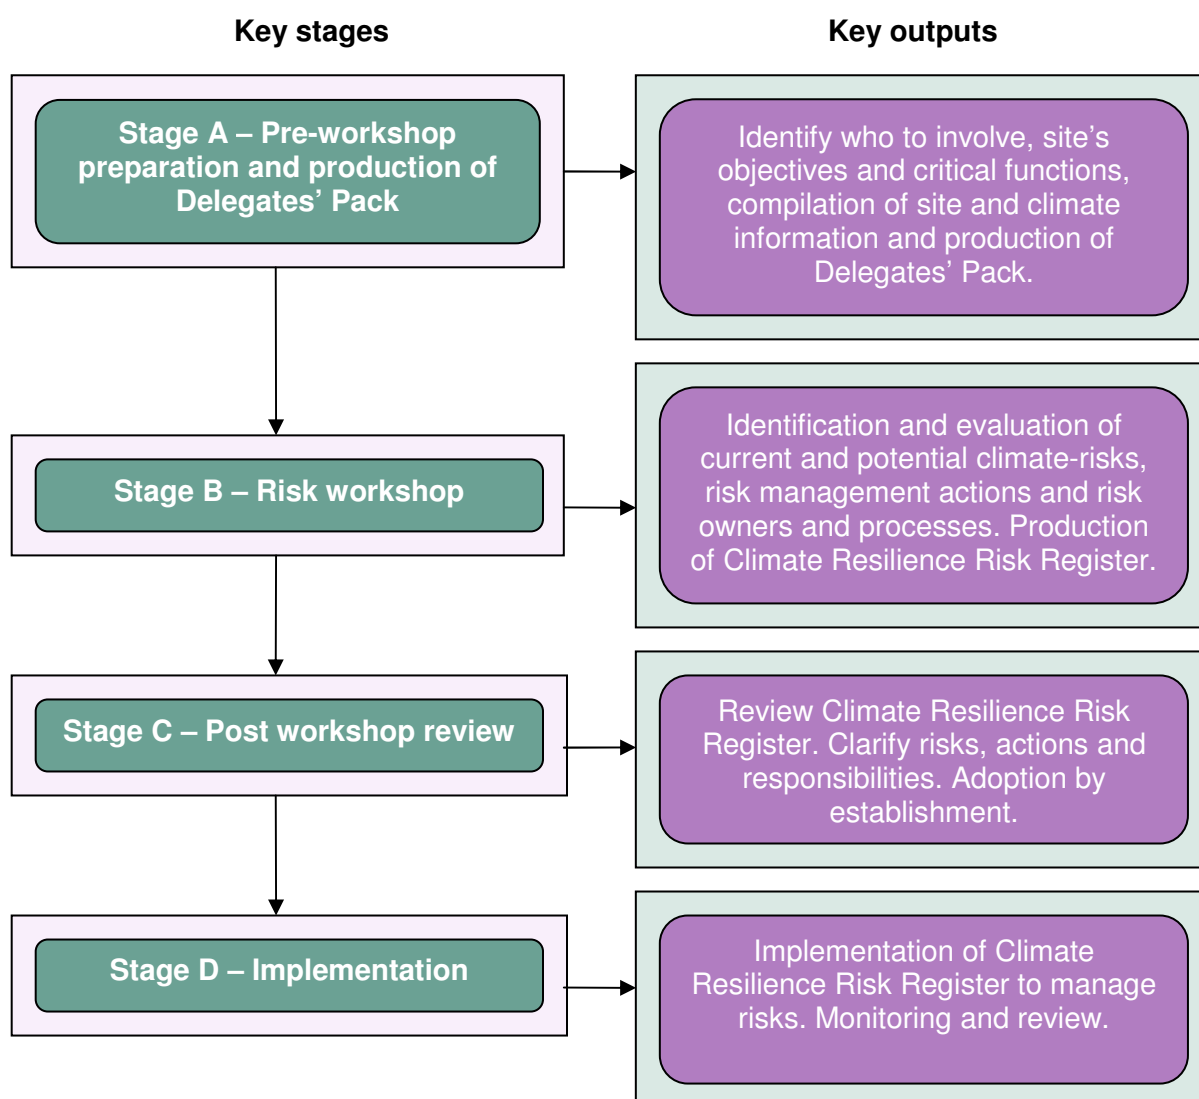 Key stages
Key outputs
Stage A – Pre-workshop
preparation and production of
Delegates’ Pack
Identify who to involve, site’s
objectives and critical functions,
compilation of site and climate
information and production of
Delegates’ Pack.
Stage B – Risk workshop
Identification and evaluation of
current and potential climate-risks,
risk management actions and risk
owners and processes. Production
of Climate Resilience Risk Register.
Stage C – Post workshop review
Review Climate Resilience Risk
Register. Clarify risks, actions and
responsibilities. Adoption by
establishment.
Stage D – Implementation
Implementation of Climate
Resilience Risk Register to manage
risks. Monitoring and review.